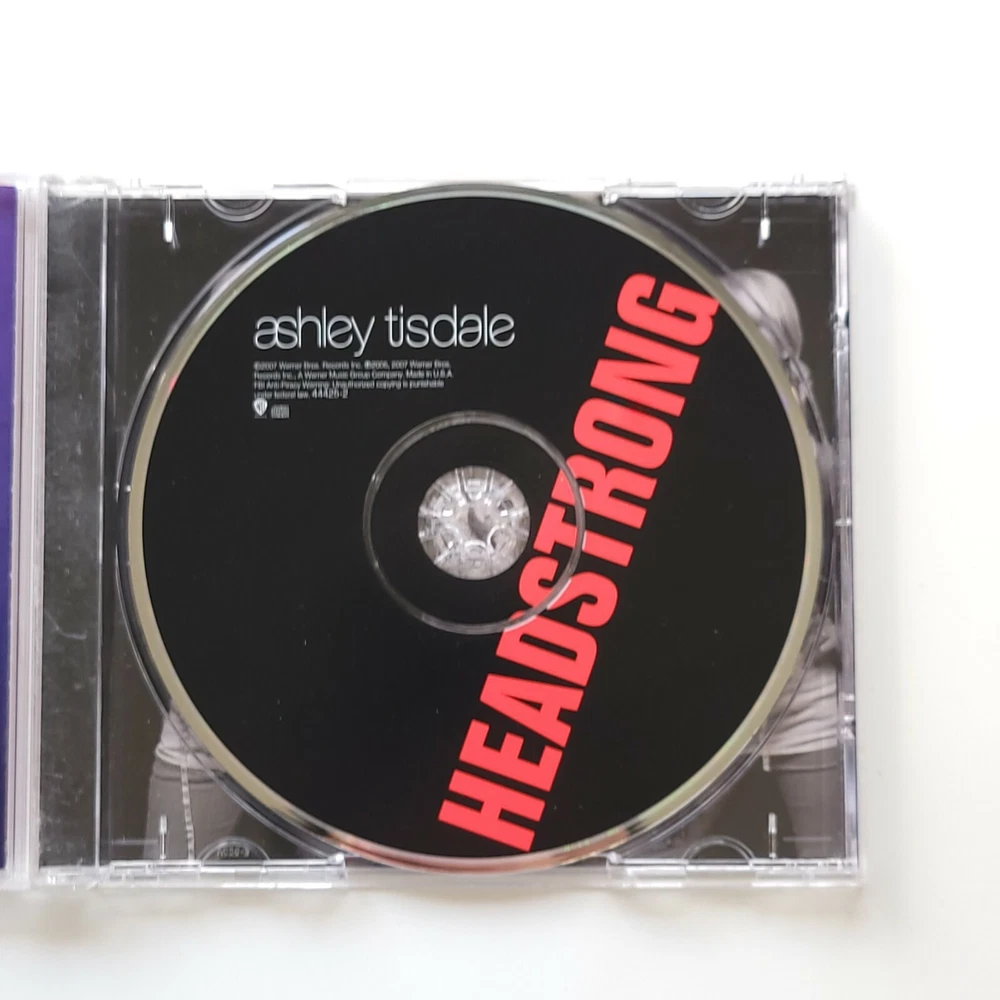 ashley tisdale
©2007 Warner Bros. Records Inc. ℗2006, 2007 Warner Bros.
Records Inc., A Warner Music Group Company. Made in U.S.A.
FBI Anti-Piracy Warning: Unauthorized copying is punishable
under federal law. 44425-2
HEADSTRONG